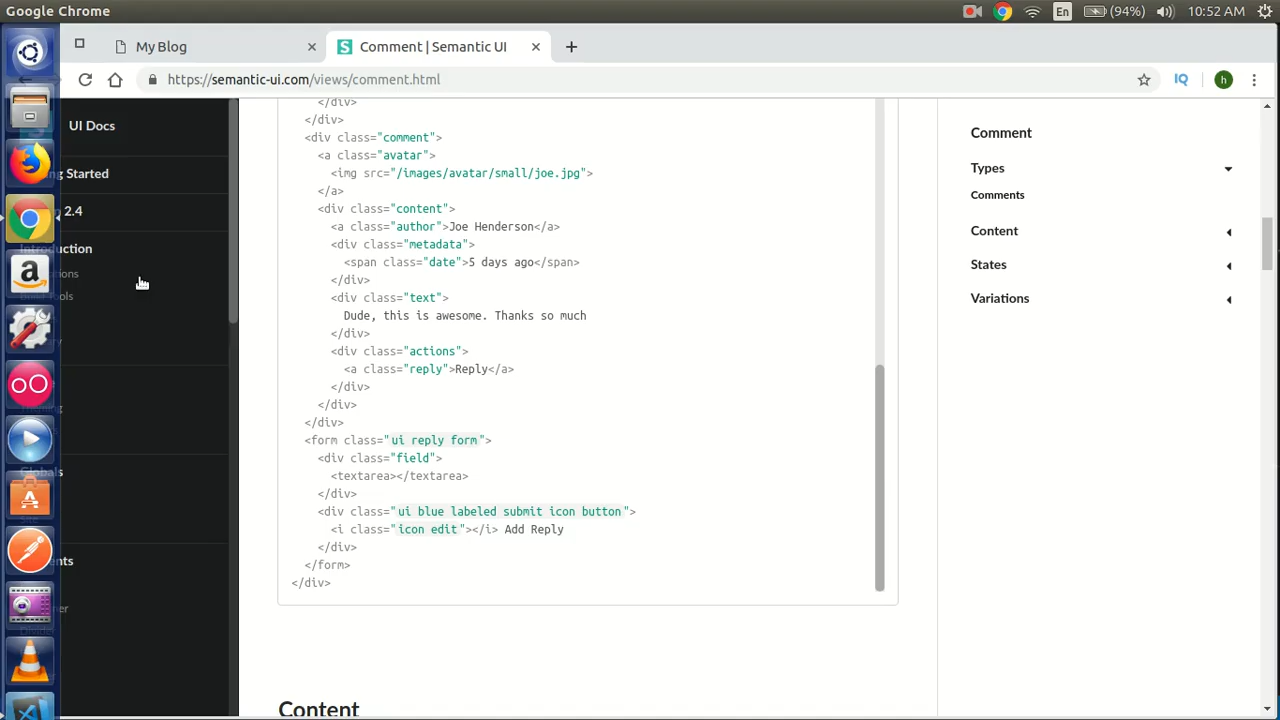 Google Chrome
En
(94%)
10:52 AM
My Blog
Comment | Semantic UI
https://semantic-ui.com/views/comment.html
IQ
h
UI Docs
ng Started
2.4
Introduction
Build Tools
Globals
</div>
</div>
<div class="comment">
<a class="avatar">
<img src="/images/avatar/small/joe.jpg">
</a>
<div class="content">
<a class="author">Joe Henderson</a>
<div class="metadata">
<span class="date">5 days ago</span>
</div>
<div class="text">
Dude, this is awesome. Thanks so much
</div>
<div class="actions">
<a class="reply">Reply</a>
</div>
</div>
</div>
<form class="ui reply form">
<div class="field">
<textarea></textarea>
</div>
<div class="ui blue labeled submit icon button">
<i class="icon edit"></i> Add Reply
</div>
</form>
</div>
Content
Comment
Types
Comments
Content
States
Variations